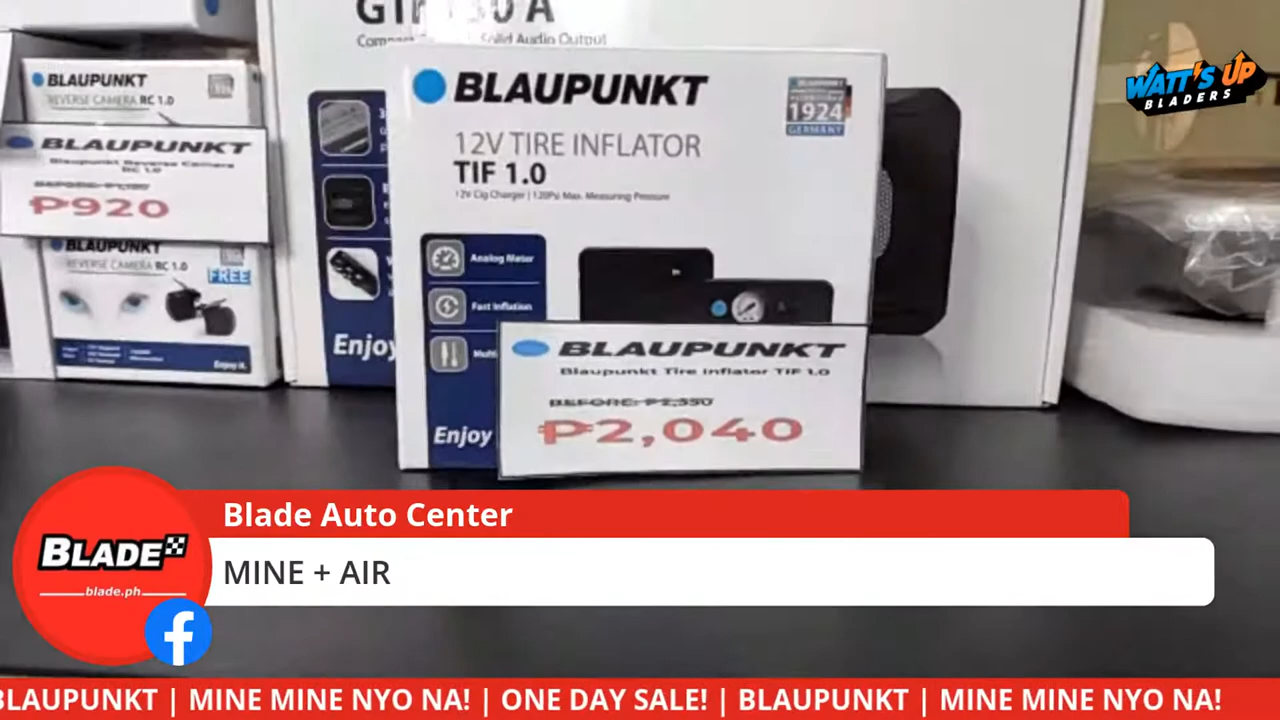 WATT'S UP
BLADERS
Solid Audio Output
BLAUPUNKT
REVERSE CAMERA RC 1.0
BLAUPUNKT
Blaupunkt Reverse Camera
RC 1.0
₱920
BLAUPUNKT
REVERSE CAMERA RC 1.0
FREE
Enjoy it.
Enjoy
BLAUPUNKT
1924
GERMANY
12V TIRE INFLATOR
TIF 1.0
12V Cig Charger | 120Psi Max. Measuring Pressure
Analog Meter
Fast Inflation
Multi
Enjoy
BLAUPUNKT
Blaupunkt Tire Inflator TIF 1.0
BEFORE: ₱2,550
₱2,040
BLADE
blade.ph
Blade Auto Center
MINE + AIR
BLAUPUNKT | MINE MINE NYO NA! | ONE DAY SALE! | BLAUPUNKT | MINE MINE NYO NA!